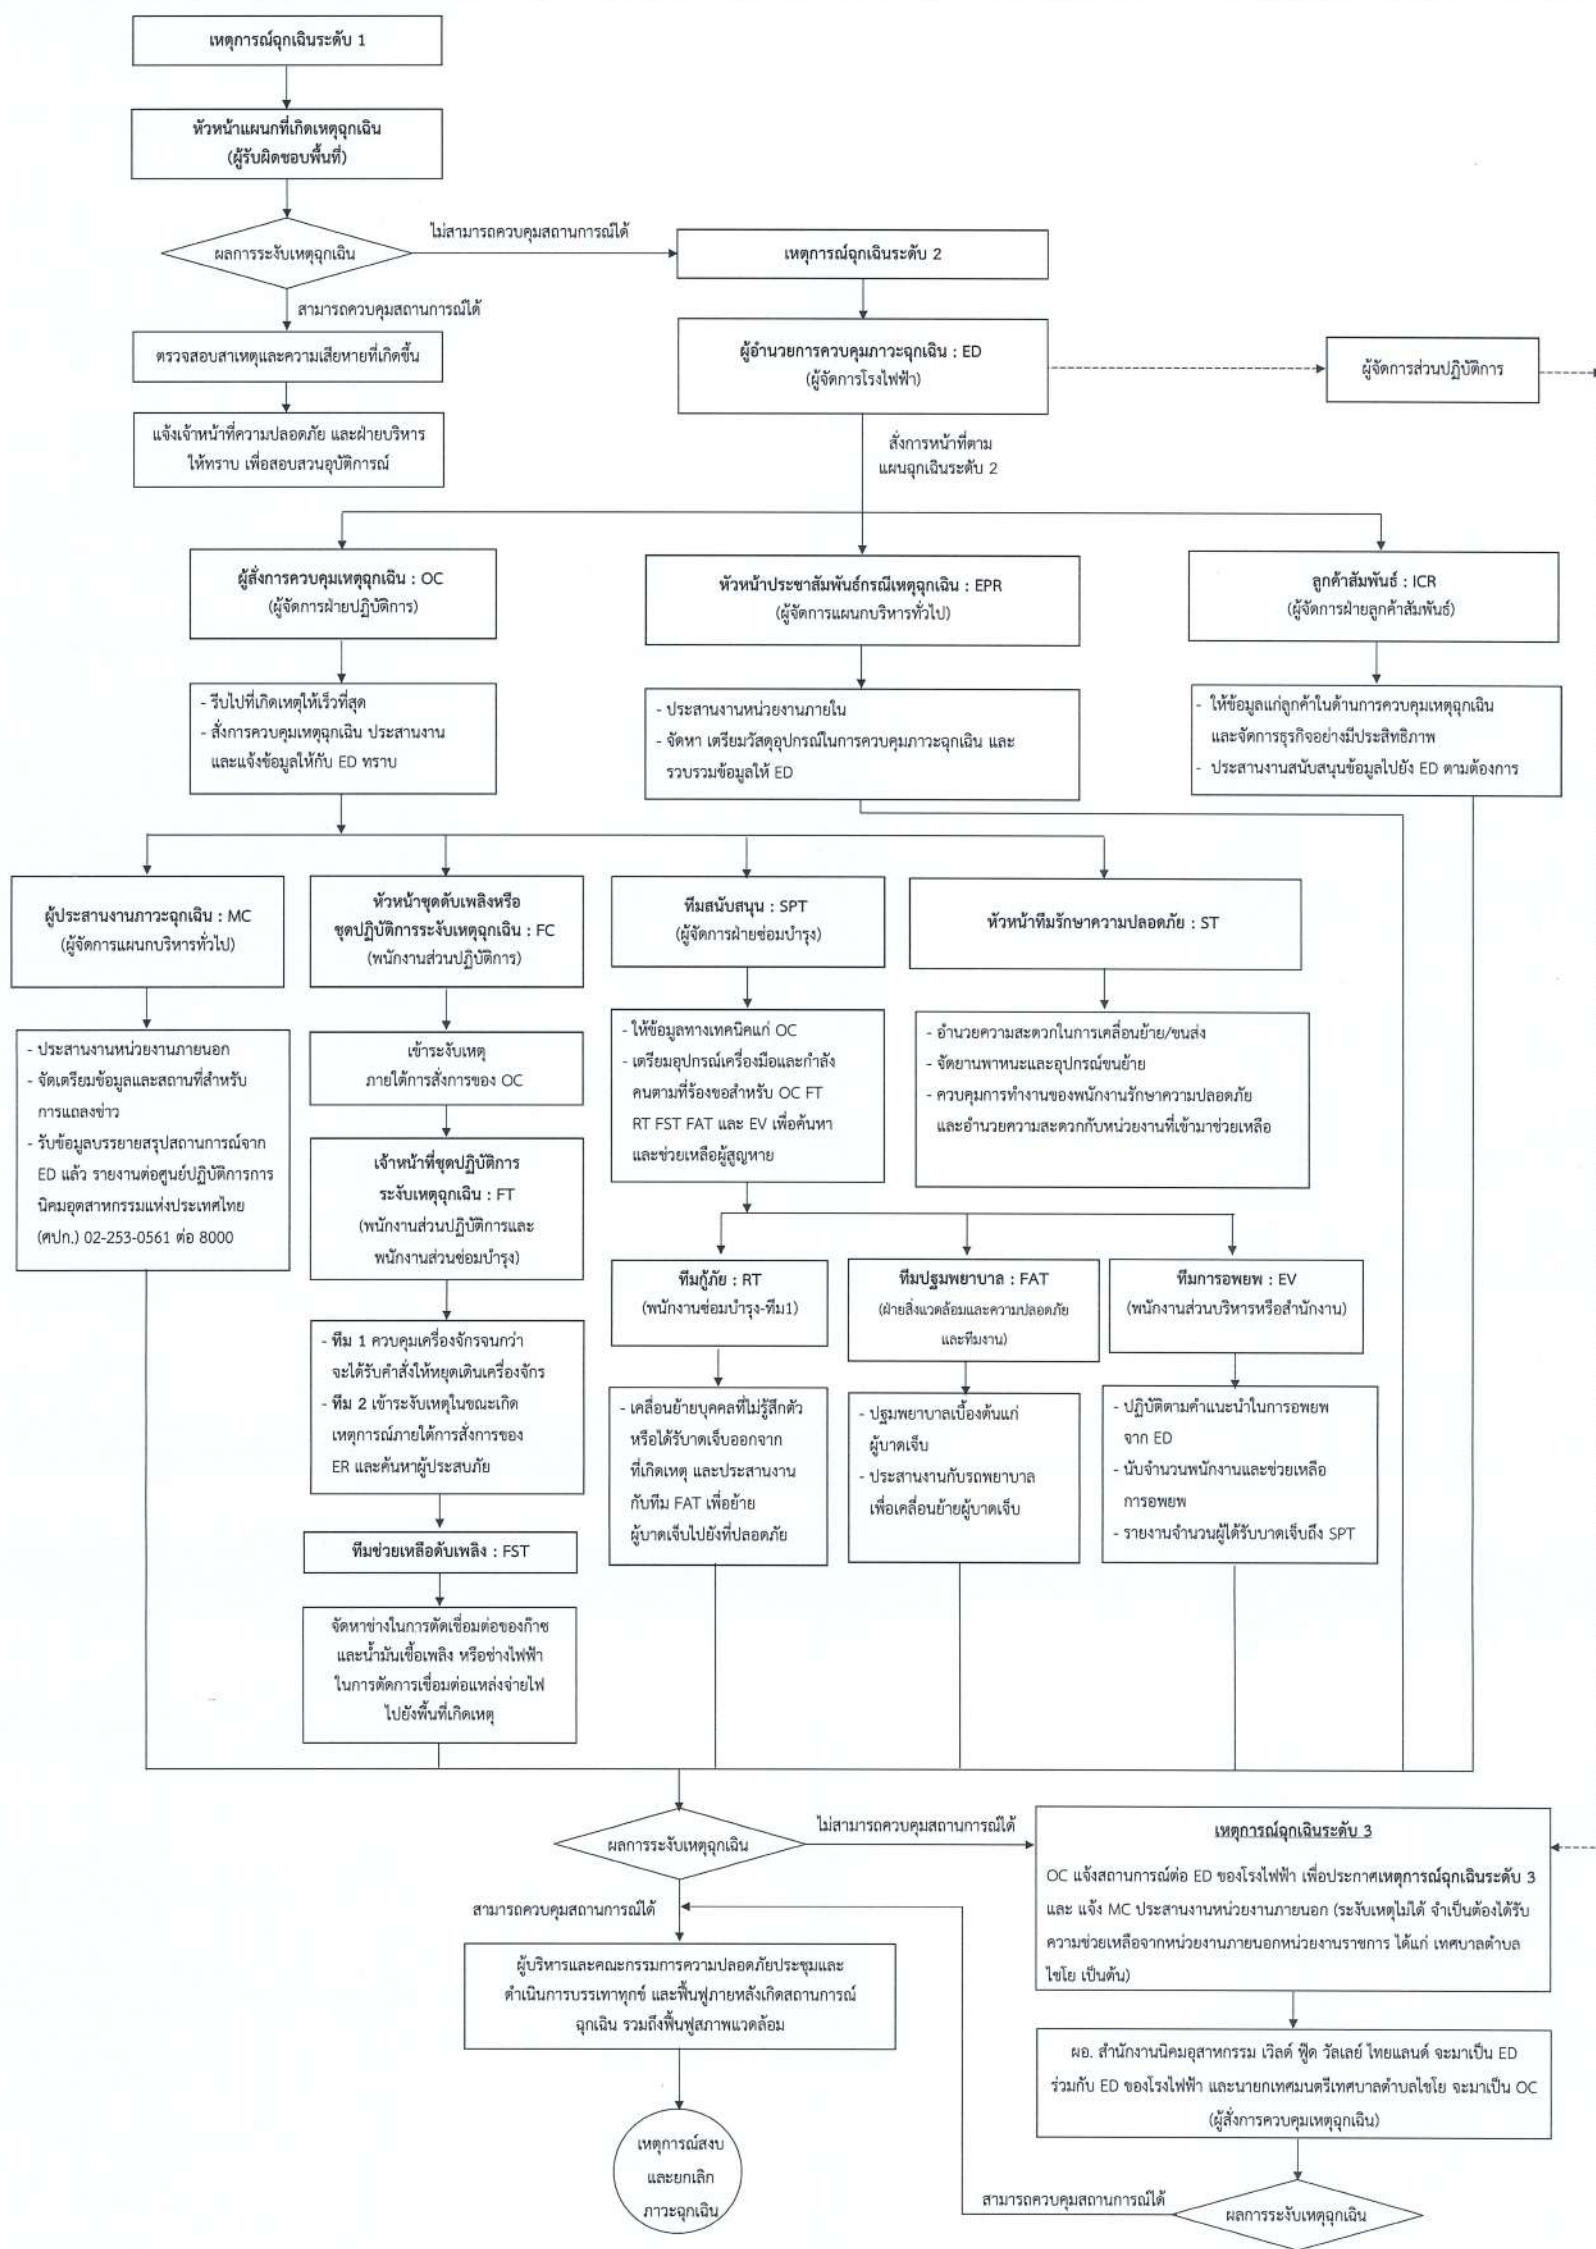 เหตุการณ์ฉุกเฉินระดับ 1
หัวหน้าแผนกที่เกิดเหตุฉุกเฉิน
(ผู้รับผิดชอบพื้นที่)
ผลการระงับเหตุฉุกเฉิน
ไม่สามารถควบคุมสถานการณ์ได้
เหตุการณ์ฉุกเฉินระดับ 2
สามารถควบคุมสถานการณ์ได้
ตรวจสอบสาเหตุและความเสียหายที่เกิดขึ้น
แจ้งเจ้าหน้าที่ความปลอดภัย และฝ่ายบริหาร
ให้ทราบ เพื่อสอบสวนอุบัติการณ์
ผู้อำนวยการควบคุมภาวะฉุกเฉิน : ED
(ผู้จัดการโรงไฟฟ้า)
ผู้จัดการส่วนปฏิบัติการ
สั่งการหน้าที่ตาม
แผนฉุกเฉินระดับ 2
ผู้สั่งการควบคุมเหตุฉุกเฉิน : OC
(ผู้จัดการฝ่ายปฏิบัติการ)
หัวหน้าประชาสัมพันธ์กรณีเหตุฉุกเฉิน : EPR
(ผู้จัดการแผนกบริหารทั่วไป)
ลูกค้าสัมพันธ์ : ICR
(ผู้จัดการฝ่ายลูกค้าสัมพันธ์)
- รีบไปที่เกิดเหตุให้เร็วที่สุด
- สั่งการควบคุมเหตุฉุกเฉิน ประสานงาน
และแจ้งข้อมูลให้กับ ED ทราบ
- ประสานงานหน่วยงานภายใน
- จัดหา เตรียมวัสดุอุปกรณ์ในการควบคุมภาวะฉุกเฉิน และ
รวบรวมข้อมูลให้ ED
- ให้ข้อมูลแก่ลูกค้าในด้านการควบคุมเหตุฉุกเฉิน
และจัดการธุรกิจอย่างมีประสิทธิภาพ
- ประสานงานสนับสนุนข้อมูลไปยัง ED ตามต้องการ
ผู้ประสานงานภาวะฉุกเฉิน : MC
(ผู้จัดการแผนกบริหารทั่วไป)
หัวหน้าชุดดับเพลิงหรือ
ชุดปฏิบัติการระงับเหตุฉุกเฉิน : FC
(พนักงานส่วนปฏิบัติการ)
ทีมสนับสนุน : SPT
(ผู้จัดการฝ่ายซ่อมบำรุง)
หัวหน้าทีมรักษาความปลอดภัย : ST
- ประสานงานหน่วยงานภายนอก
- จัดเตรียมข้อมูลและสถานที่สำหรับ
การแถลงข่าว
- รับข้อมูลบรรยายสรุปสถานการณ์จาก
ED แล้ว รายงานต่อศูนย์ปฏิบัติการการ
นิคมอุตสาหกรรมแห่งประเทศไทย
(ศปก.) 02-253-0561 ต่อ 8000
เข้าระงับเหตุ
ภายใต้การสั่งการของ OC
- ให้ข้อมูลทางเทคนิคแก่ OC
- เตรียมอุปกรณ์เครื่องมือและกำลัง
คนตามที่ร้องขอสำหรับ OC FT
RT FST FAT และ EV เพื่อค้นหา
และช่วยเหลือผู้สูญหาย
- อำนวยความสะดวกในการเคลื่อนย้าย/ขนส่ง
- จัดยานพาหนะและอุปกรณ์ขนย้าย
- ควบคุมการทำงานของพนักงานรักษาความปลอดภัย
และอำนวยความสะดวกกับหน่วยงานที่เข้ามาช่วยเหลือ
เจ้าหน้าที่ชุดปฏิบัติการ
ระงับเหตุฉุกเฉิน : FT
(พนักงานส่วนปฏิบัติการและ
พนักงานส่วนซ่อมบำรุง)
ทีมกู้ภัย : RT
(พนักงานซ่อมบำรุง-ทีม1)
ทีมปฐมพยาบาล : FAT
(ฝ่ายสิ่งแวดล้อมและความปลอดภัย
และทีมงาน)
ทีมการอพยพ : EV
(พนักงานส่วนบริหารหรือสำนักงาน)
- ทีม 1 ควบคุมเครื่องจักรจนกว่า
จะได้รับคำสั่งให้หยุดเดินเครื่องจักร
- ทีม 2 เข้าระงับเหตุในขณะเกิด
เหตุการณ์ภายใต้การสั่งการของ
ER และค้นหาผู้ประสบภัย
- เคลื่อนย้ายบุคคลที่ไม่รู้สึกตัว
หรือได้รับบาดเจ็บออกจาก
ที่เกิดเหตุ และประสานงาน
กับทีม FAT เพื่อย้าย
ผู้บาดเจ็บไปยังที่ปลอดภัย
- ปฐมพยาบาลเบื้องต้นแก่
ผู้บาดเจ็บ
- ประสานงานกับรถพยาบาล
เพื่อเคลื่อนย้ายผู้บาดเจ็บ
- ปฏิบัติตามคำแนะนำในการอพยพ
จาก ED
- นับจำนวนพนักงานและช่วยเหลือ
การอพยพ
- รายงานจำนวนผู้ได้รับบาดเจ็บถึง SPT
ทีมช่วยเหลือดับเพลิง : FST
จัดหาช่างในการตัดเชื่อมต่อของก๊าซ
และน้ำมันเชื้อเพลิง หรือช่างไฟฟ้า
ในการตัดการเชื่อมต่อแหล่งจ่ายไฟ
ไปยังพื้นที่เกิดเหตุ
ผลการระงับเหตุฉุกเฉิน
ไม่สามารถควบคุมสถานการณ์ได้
เหตุการณ์ฉุกเฉินระดับ 3
OC แจ้งสถานการณ์ต่อ ED ของโรงไฟฟ้า เพื่อประกาศเหตุการณ์ฉุกเฉินระดับ 3
และ แจ้ง MC ประสานงานหน่วยงานภายนอก (ระงับเหตุไม่ได้ จำเป็นต้องได้รับ
ความช่วยเหลือจากหน่วยงานภายนอกหน่วยงานราชการ ได้แก่ เทศบาลตำบล
ไชโย เป็นต้น)
สามารถควบคุมสถานการณ์ได้
ผู้บริหารและคณะกรรมการความปลอดภัยประชุมและ
ดำเนินการบรรเทาทุกข์ และฟื้นฟูภายหลังเกิดสถานการณ์
ฉุกเฉิน รวมถึงฟื้นฟูสภาพแวดล้อม
ผอ. สำนักงานนิคมอุสาหกรรม เวิลด์ ฟู๊ด วัลเลย์ ไทยแลนด์ จะมาเป็น ED
ร่วมกับ ED ของโรงไฟฟ้า และนายกเทศมนตรีเทศบาลตำบลไชโย จะมาเป็น OC
(ผู้สั่งการควบคุมเหตุฉุกเฉิน)
เหตุการณ์สงบ
และยกเลิก
ภาวะฉุกเฉิน
สามารถควบคุมสถานการณ์ได้
ผลการระงับเหตุฉุกเฉิน